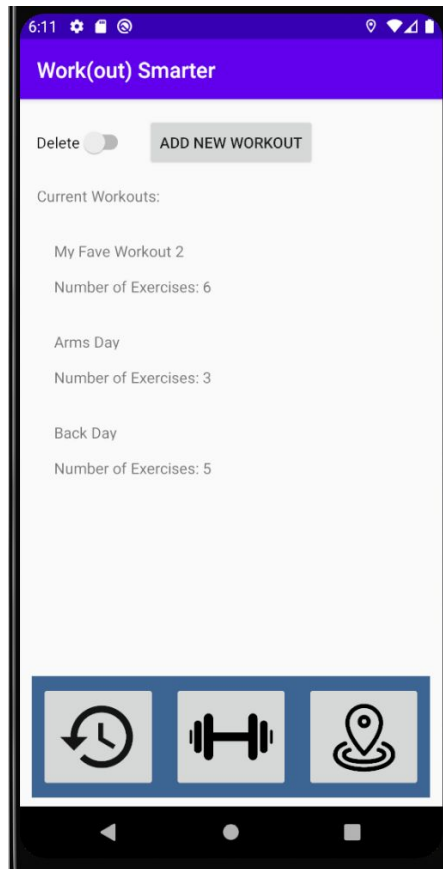 6:11
Work(out) Smarter
Delete ADD NEW WORKOUT
Current Workouts:
My Fave Workout 2
Number of Exercises: 6
Arms Day
Number of Exercises: 3
Back Day
Number of Exercises: 5